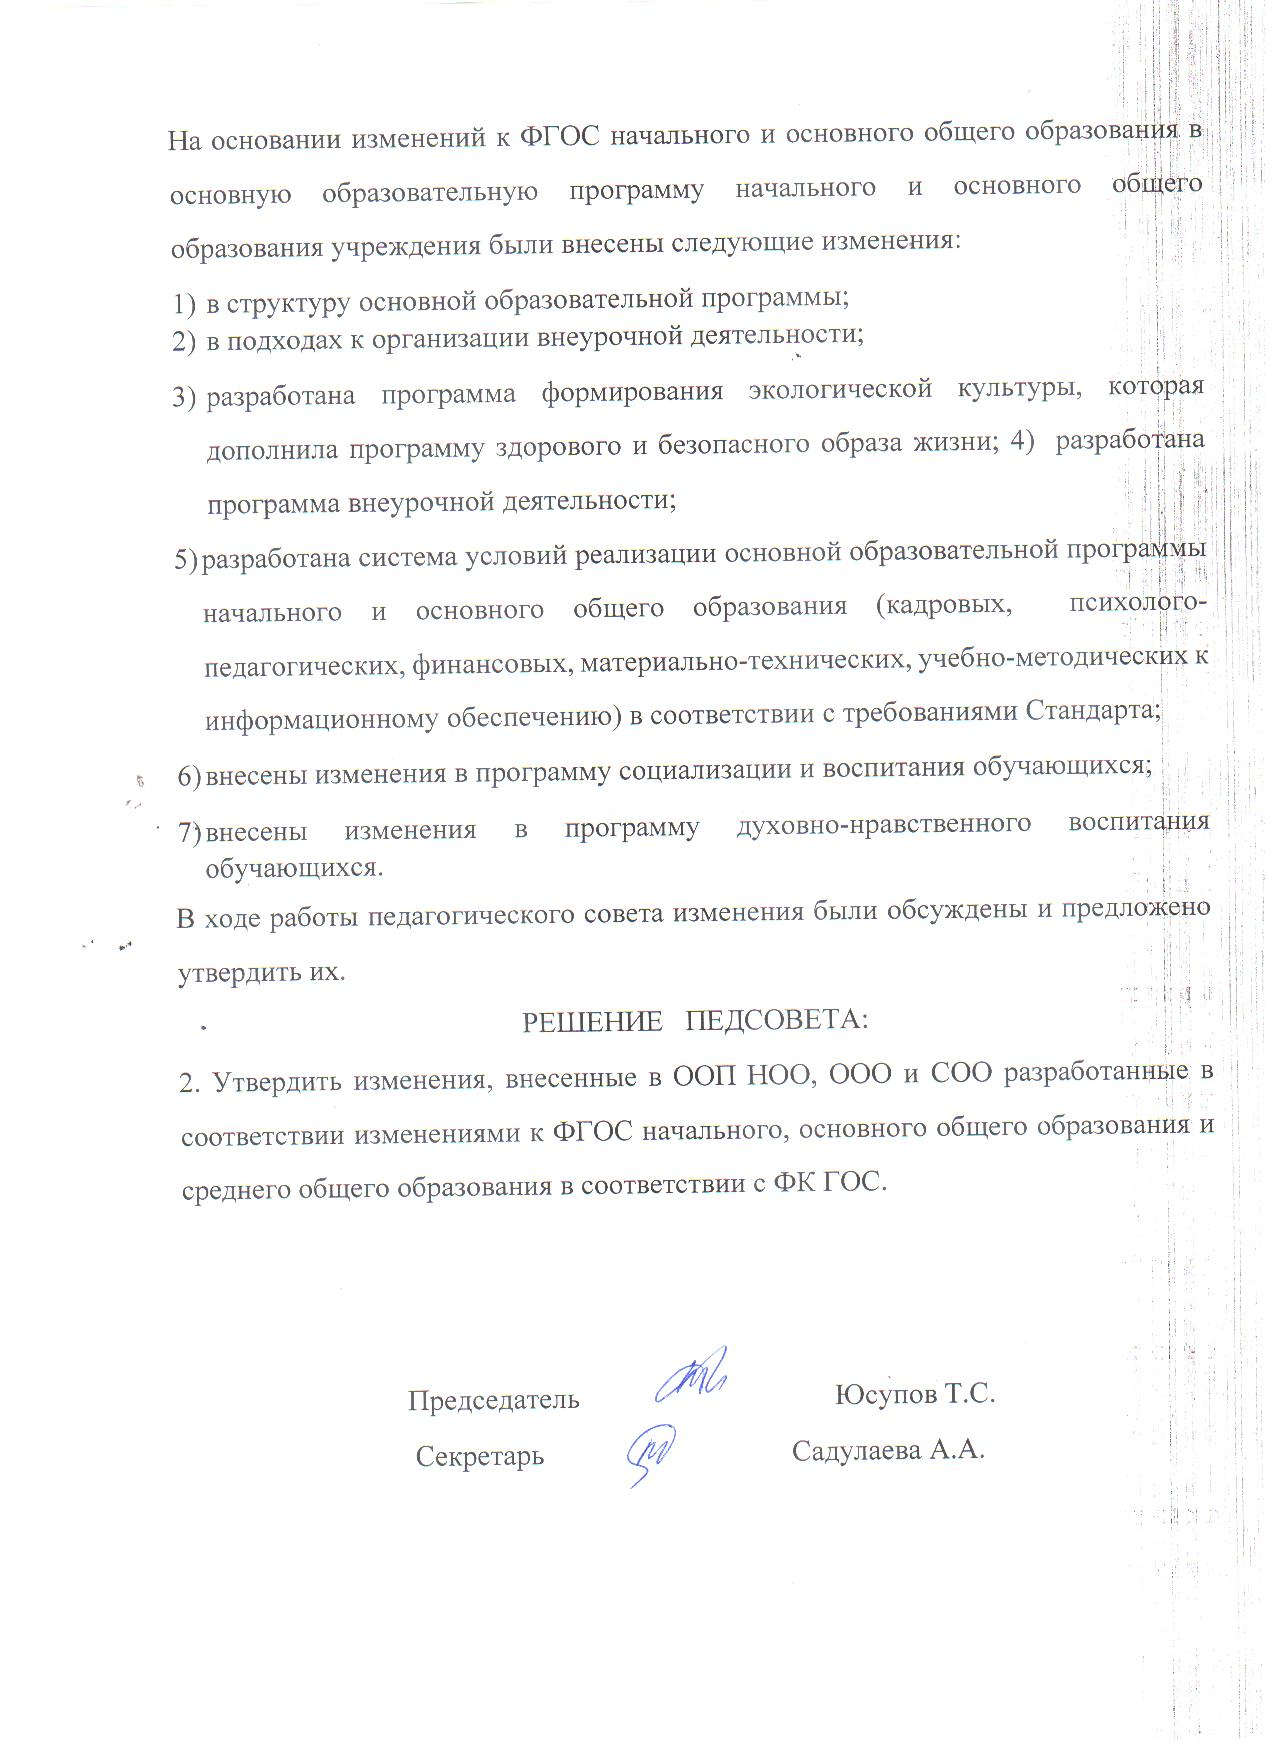 На основании изменений к ФГОС начального и основного общего образования в
основную образовательную программу начального и основного общего
образования учреждения были внесены следующие изменения:
1) в структуру основной образовательной программы;
2) в подходах к организации внеурочной деятельности;
3) разработана программа формирования экологической культуры, которая
дополнила программу здорового и безопасного образа жизни; 4) разработана
программа внеурочной деятельности;
5)разработана система условий реализации основной образовательной программы
начального и основного общего образования (кадровых, психолого-
педагогических, финансовых, материально-технических, учебно-методических к
информационному обеспечению) в соответствии с требованиями Стандарта;
6)внесены изменения в программу социализации и воспитания обучающихся;
7)внесены изменения в программу духовно-нравственного воспитания
обучающихся.
В ходе работы педагогического совета изменения были обсуждены и предложено
утвердить их.
РЕШЕНИЕ ПЕДСОВЕТА:
2. Утвердить изменения, внесенные в ООП НОО, ООО и СОО разработанные в
соответствии изменениями к ФГОС начального, основного общего образования и
среднего общего образования в соответствии с ФК ГОС.
Председатель Юсупов Т.С.
Секретарь Садулаева А.А.